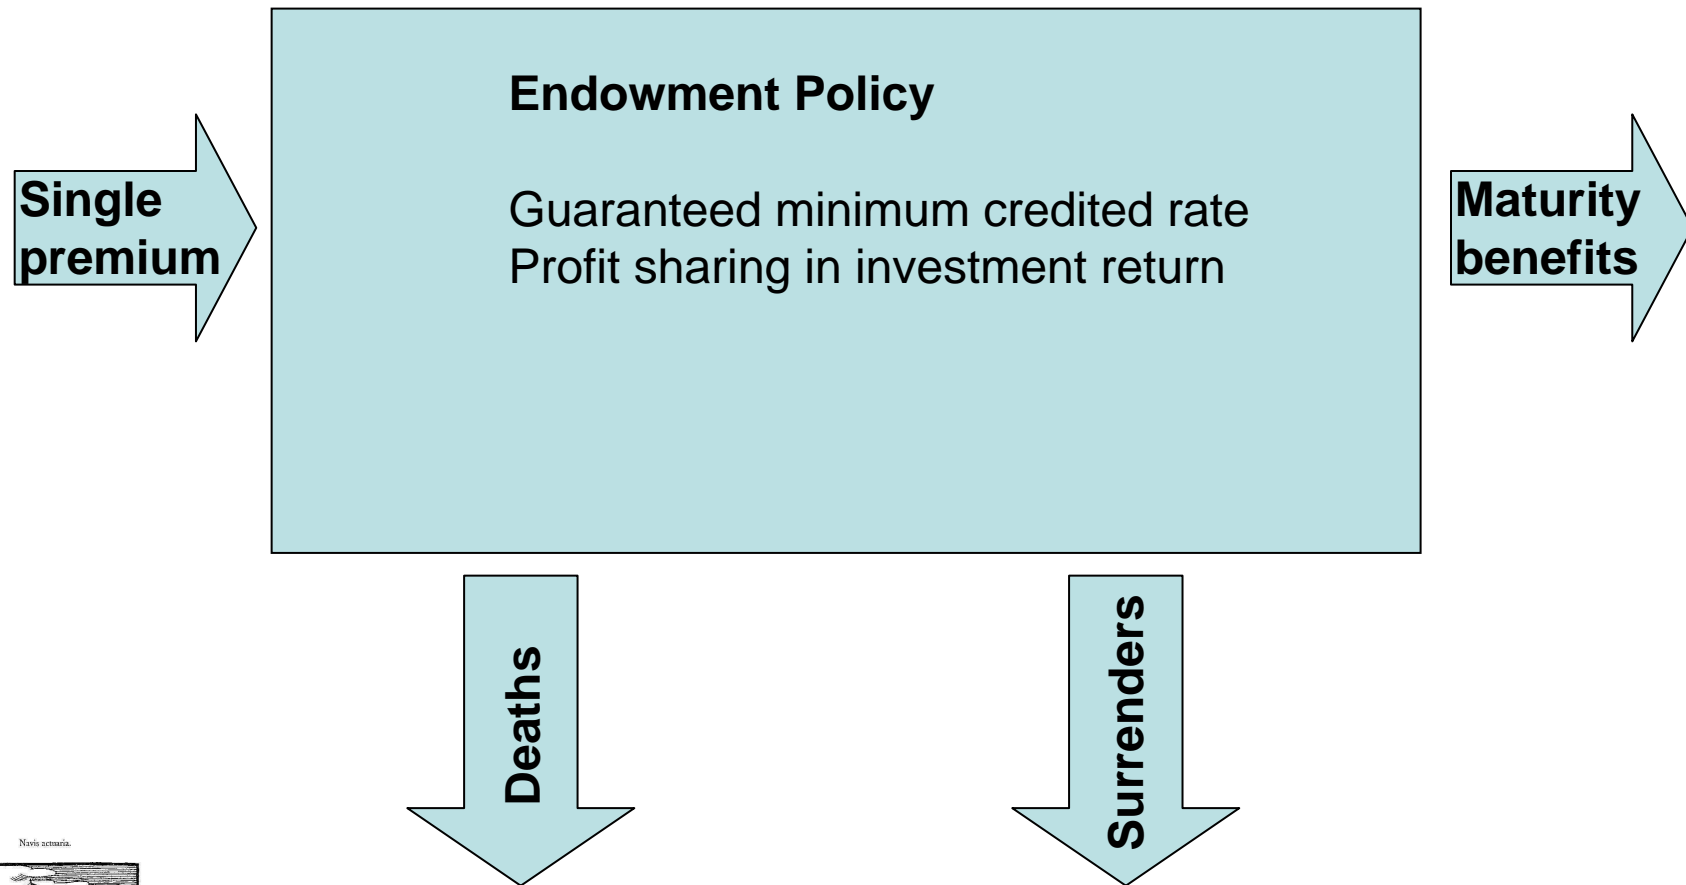 Endowment Policy
Guaranteed minimum credited rate
Profit sharing in investment return
Single
premium
Maturity
benefits
Deaths
Surrenders
Navis actuaria.